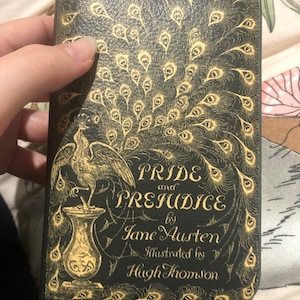 PRIDE
and
PREJUDICE
by
Jane Austen
Illustrated by
Hugh Thomson